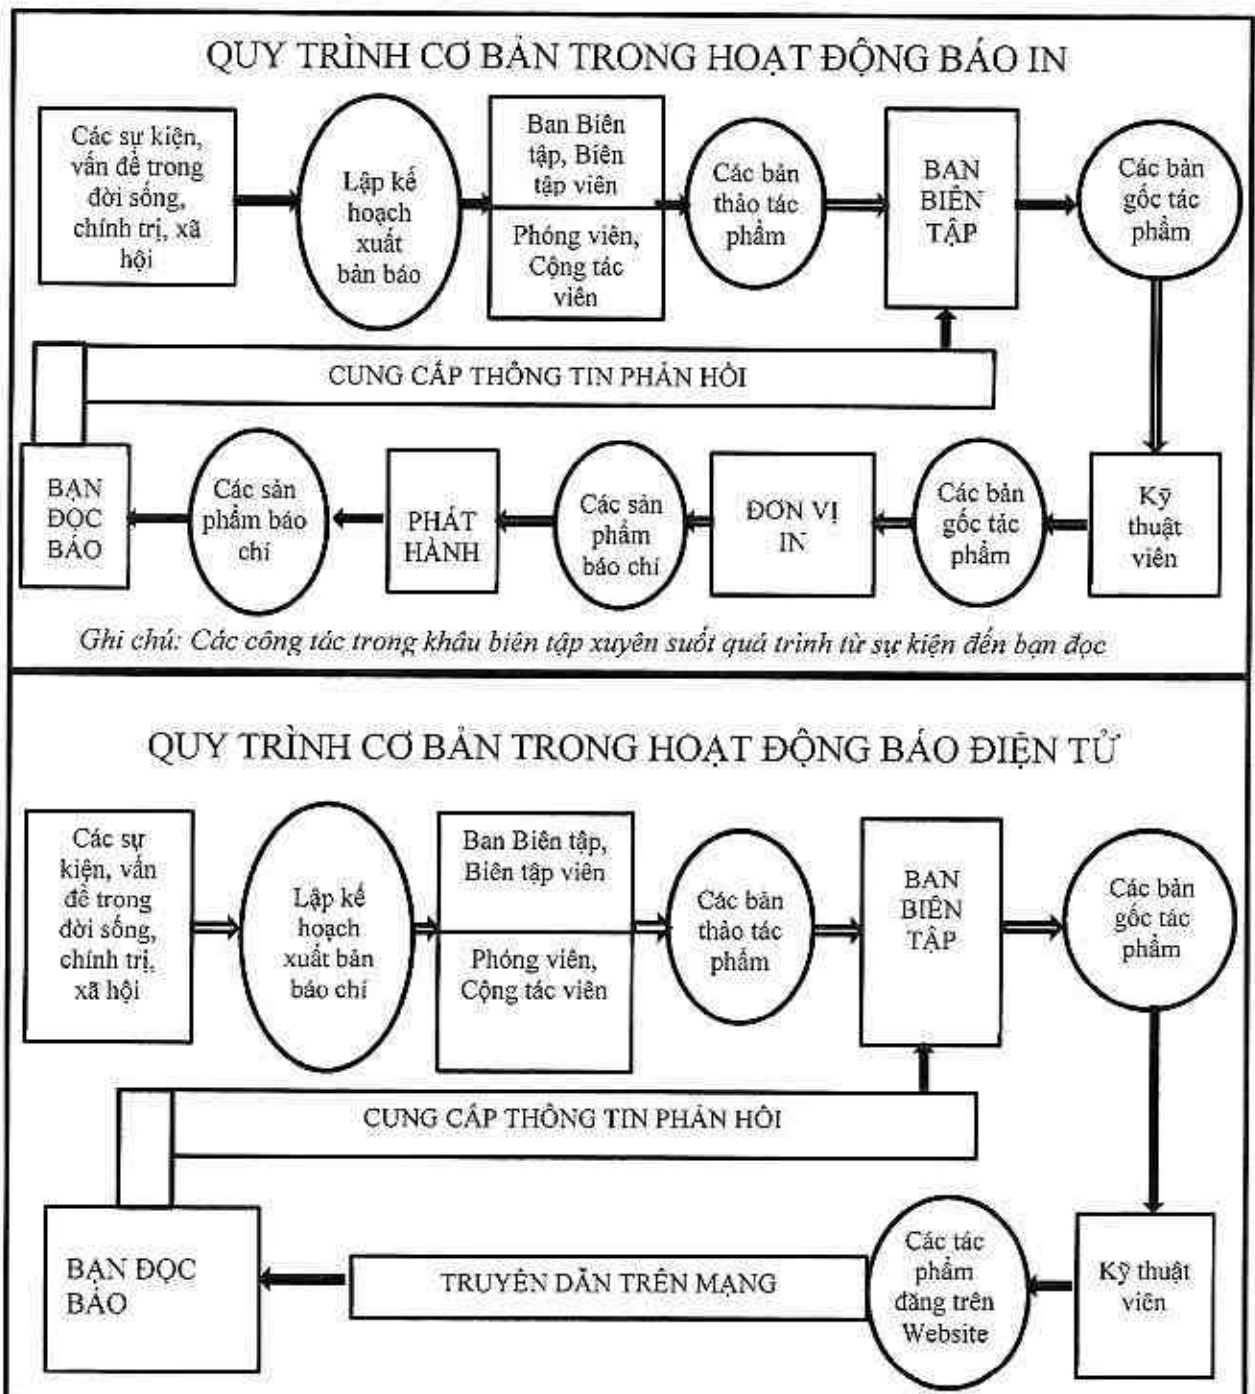 QUY TRÌNH CƠ BẢN TRONG HOẠT ĐỘNG BÁO IN
Các sự kiện,
vấn đề trong
đời sống,
chính trị, xã
hội
Lập kế
hoạch
xuất
bản báo
Ban Biên
tập, Biên
tập viên
Phóng viên,
Cộng tác
viên
Các bản
thảo tác
phẩm
BAN
BIÊN
TẬP
Các bản
gốc tác
phẩm
CUNG CẤP THÔNG TIN PHẢN HỒI
BẠN
ĐỌC
BÁO
Các sản
phẩm báo
chí
PHÁT
HÀNH
Các sản
phẩm
báo chí
ĐƠN VỊ
IN
Các bản
gốc tác
phẩm
Kỹ
thuật
viên
Ghi chú: Các công tác trong khâu biên tập xuyên suốt quá trình từ sự kiện đến bạn đọc
QUY TRÌNH CƠ BẢN TRONG HOẠT ĐỘNG BÁO ĐIỆN TỬ
Các sự
kiện, vấn
đề trong
đời sống,
chính trị,
xã hội
Lập kế
hoạch
xuất bản
báo chí
Ban Biên tập,
Biên tập viên
Phóng viên,
Cộng tác viên
Các bản
thảo tác
phẩm
BAN
BIÊN
TẬP
Các bản
gốc tác
phẩm
CUNG CẤP THÔNG TIN PHẢN HỒI
BẠN ĐỌC
BÁO
TRUYỀN DẪN TRÊN MẠNG
Các tác
phẩm
đăng trên
Website
Kỹ thuật
viên